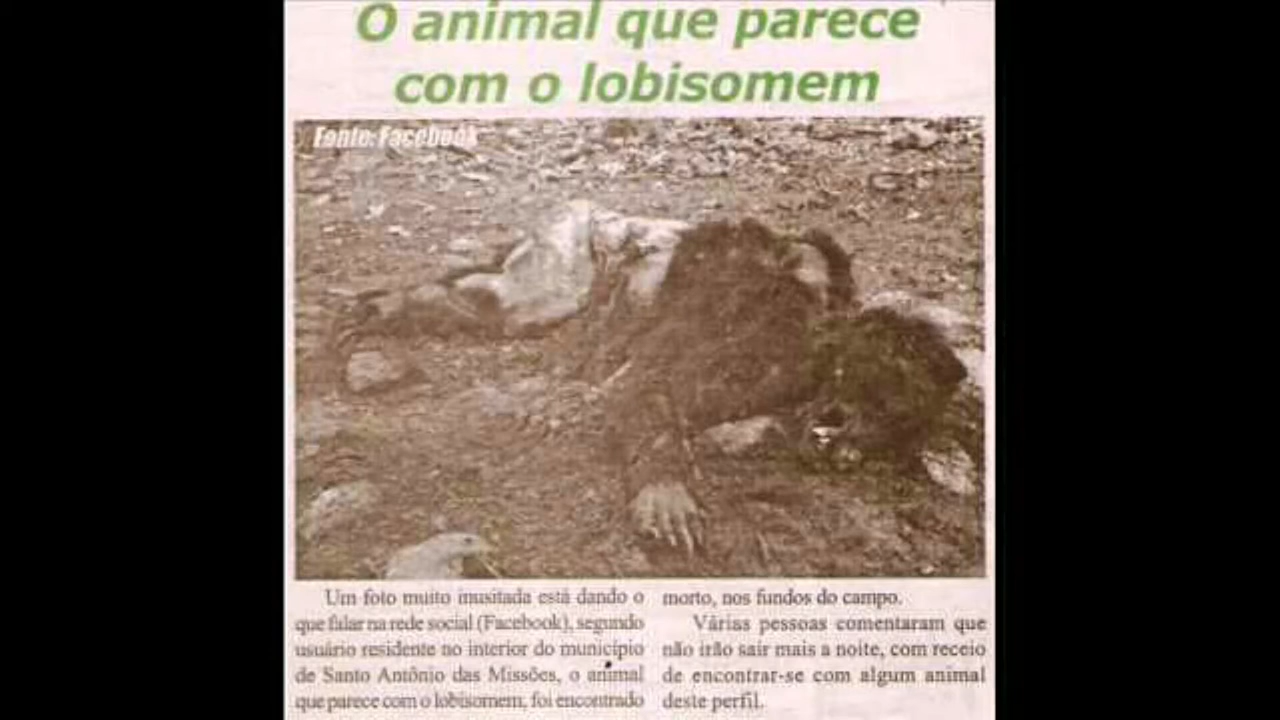 O animal que parece
com o lobisomem
Fonte: Facebook
Um foto muito inusitada está dando o
que falar na rede social (Facebook), segundo
usuário residente no interior do município
de Santo Antônio das Missões, o animal
que parece com o lobisomem, foi encontrado
morto, nos fundos do campo.
Várias pessoas comentaram que
não irão sair mais a noite, com receio
de encontrar-se com algum animal
deste perfil.